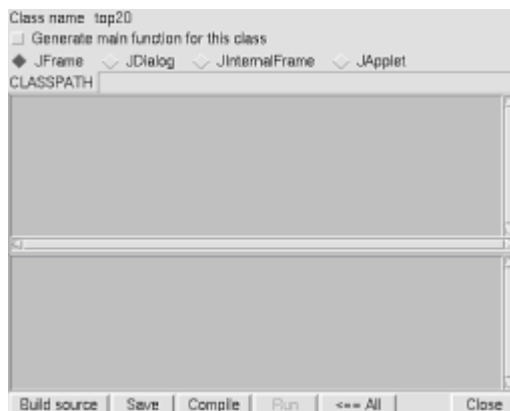 Class name top20
Generate main function for this class
JFrame JDialog JInternalFrame JApplet
CLASSPATH
Build source Save Compile Run <== All Close